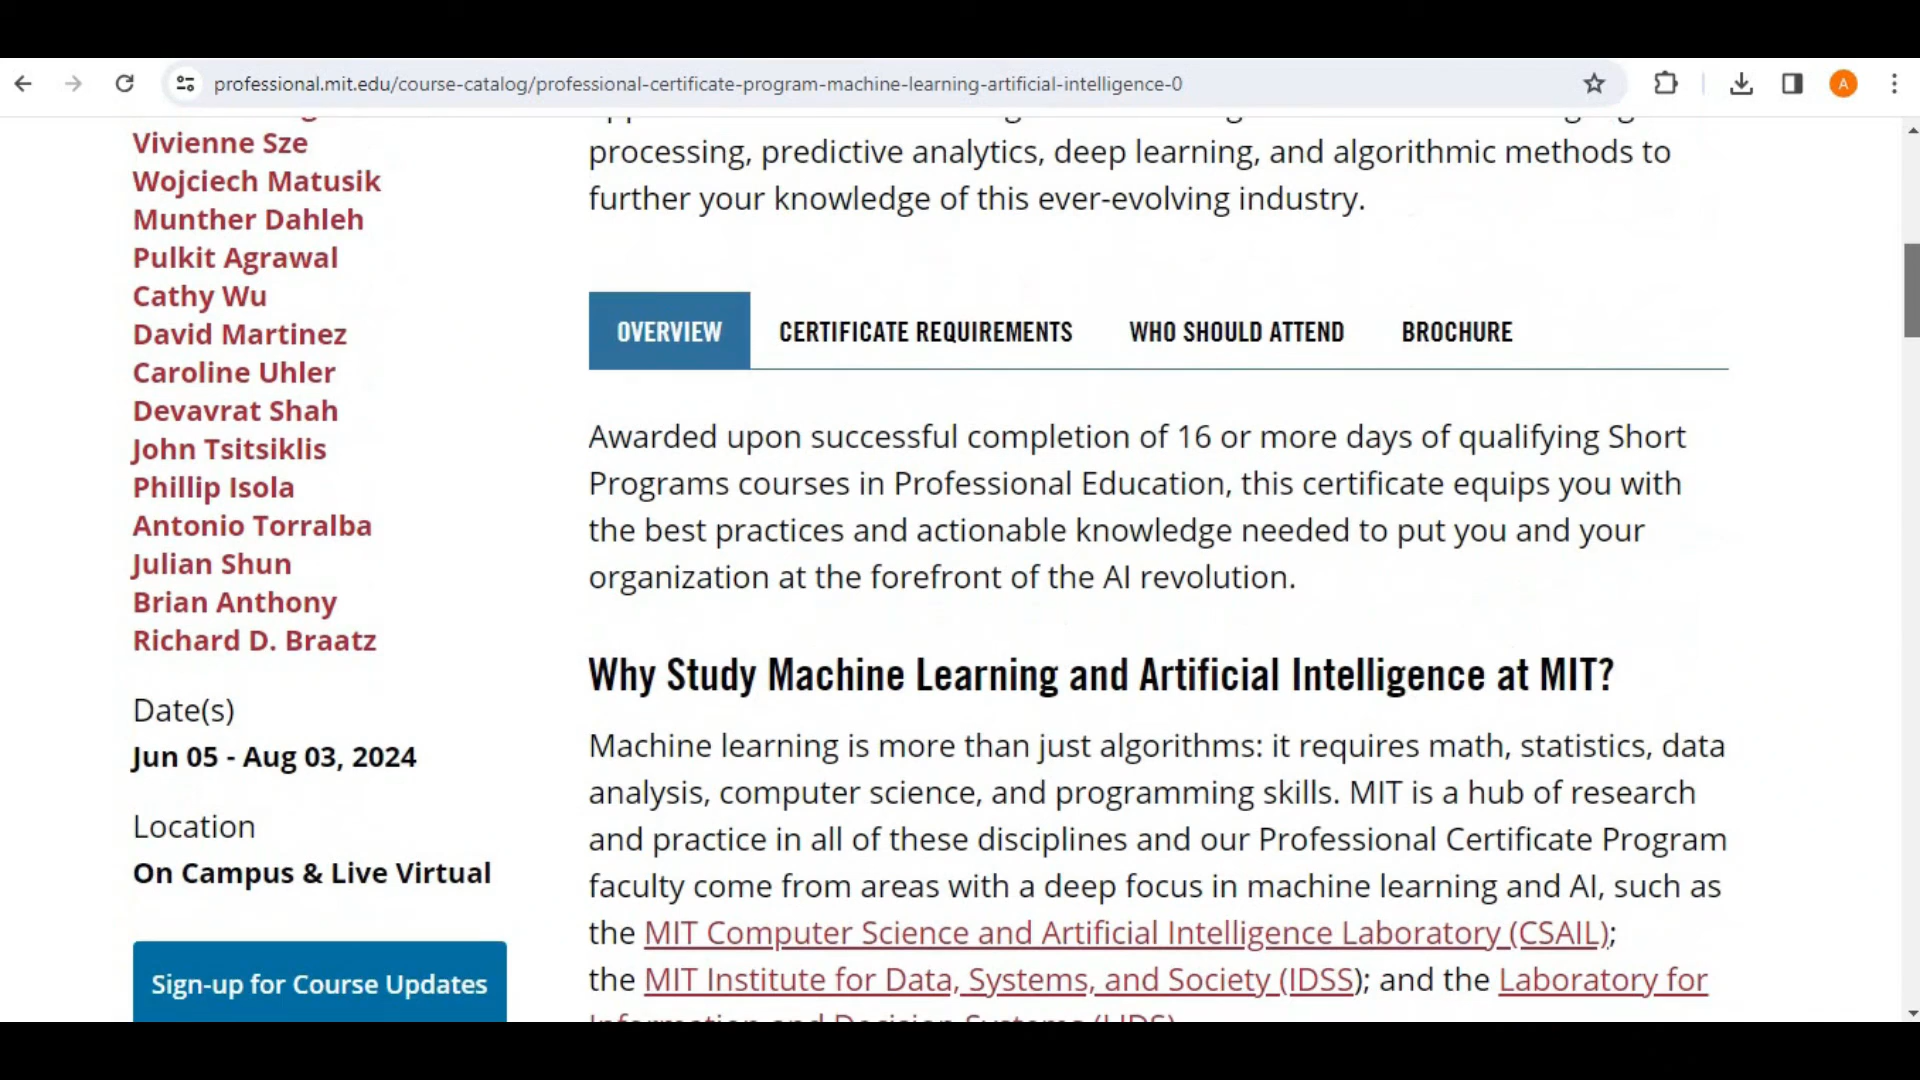 professional.mit.edu/course-catalog/professional-certificate-program-machine-learning-artificial-intelligence-0
A
Vivienne Sze
Wojciech Matusik
Munther Dahleh
Pulkit Agrawal
Cathy Wu
David Martinez
Caroline Uhler
Devavrat Shah
John Tsitsiklis
Phillip Isola
Antonio Torralba
Julian Shun
Brian Anthony
Richard D. Braatz
Date(s)
Jun 05 - Aug 03, 2024
Location
On Campus & Live Virtual
Sign-up for Course Updates
processing, predictive analytics, deep learning, and algorithmic methods to
further your knowledge of this ever-evolving industry.
OVERVIEW CERTIFICATE REQUIREMENTS WHO SHOULD ATTEND BROCHURE
Awarded upon successful completion of 16 or more days of qualifying Short
Programs courses in Professional Education, this certificate equips you with
the best practices and actionable knowledge needed to put you and your
organization at the forefront of the AI revolution.
Why Study Machine Learning and Artificial Intelligence at MIT?
Machine learning is more than just algorithms: it requires math, statistics, data
analysis, computer science, and programming skills. MIT is a hub of research
and practice in all of these disciplines and our Professional Certificate Program
faculty come from areas with a deep focus in machine learning and AI, such as
the MIT Computer Science and Artificial Intelligence Laboratory (CSAIL);
the MIT Institute for Data, Systems, and Society (IDSS); and the Laboratory for
Information and Decision Systems (LIDS)